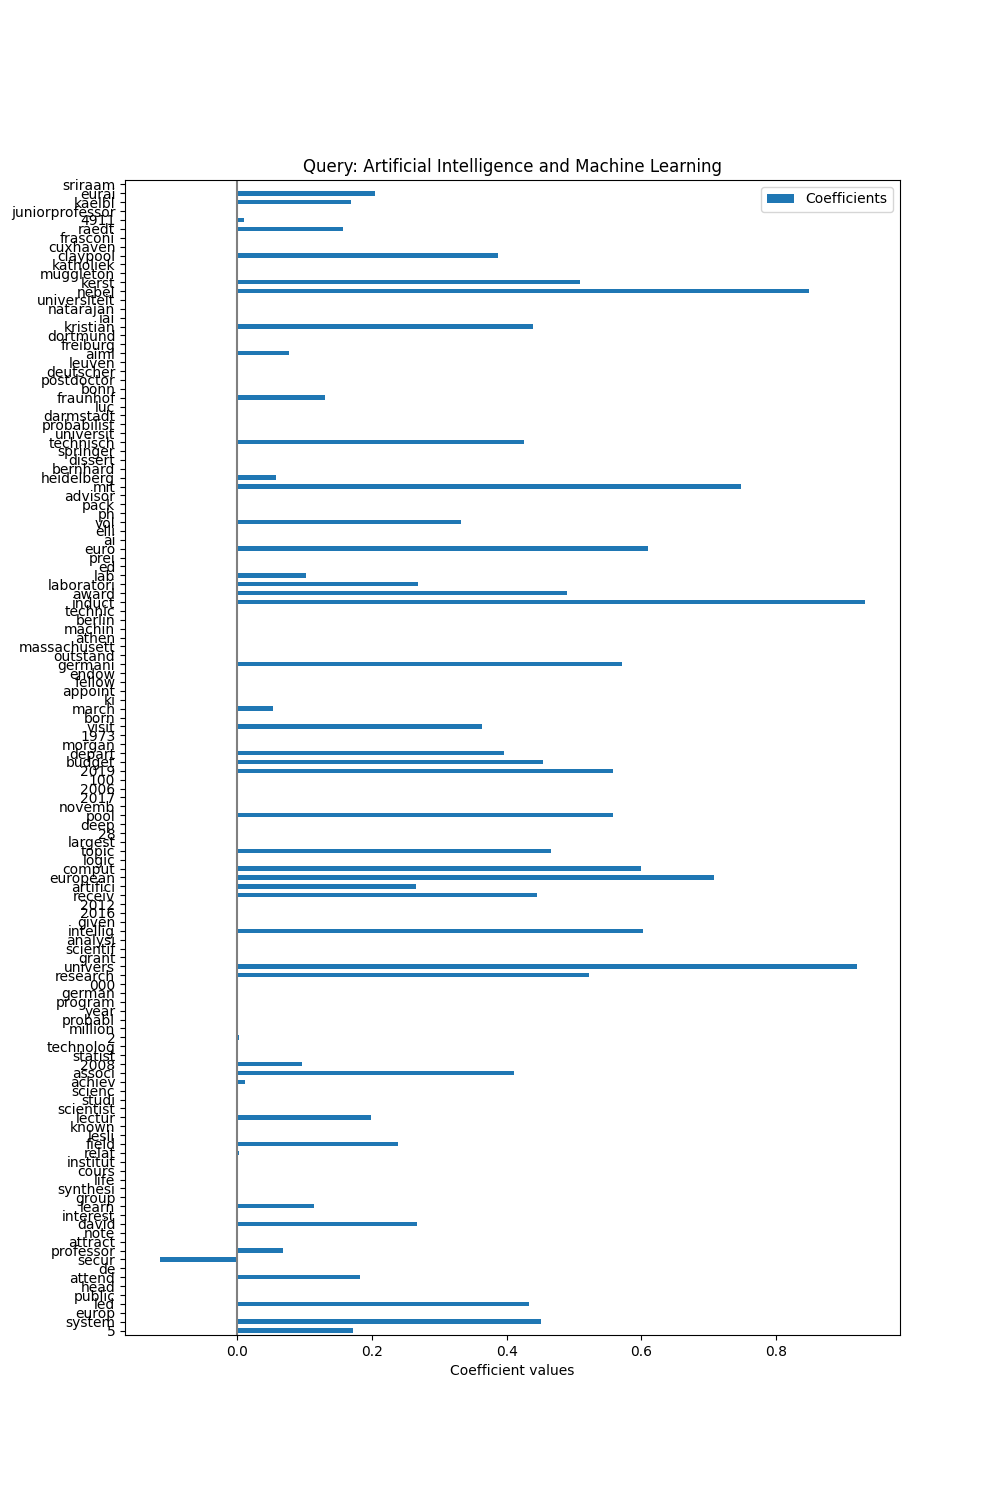 Query: Artificial Intelligence and Machine Learning
Coefficients
sriraam
eurai
kaelbl
juniorprofessor
4911
raedt
frasconi
cuxhaven
claypool
katholiek
muggleton
kerst
nebel
universiteit
natarajan
iai
kristian
dortmund
freiburg
aiml
leuven
deutscher
postdoctor
bonn
fraunhof
luc
darmstadt
probabilist
universit
technisch
springer
dissert
bernhard
heidelberg
mit
advisor
pack
ph
vol
elli
ai
euro
prei
ed
lab
laboratori
award
induct
technic
berlin
machin
athen
massachusett
outstand
germani
endow
fellow
appoint
ki
march
born
visit
1973
morgan
depart
budget
2019
100
2006
2017
novemb
pool
deep
28
largest
topic
logic
comput
european
artifici
receiv
2012
2016
given
intellig
analysi
scientif
grant
univers
research
000
german
program
year
probabl
million
2
technolog
statist
2008
associ
achiev
scienc
studi
scientist
lectur
known
lesli
field
relat
institut
cours
life
synthesi
group
learn
interest
david
note
attract
professor
secur
de
attend
head
public
led
europ
system
5
0.0 0.2 0.4 0.6 0.8
Coefficient values